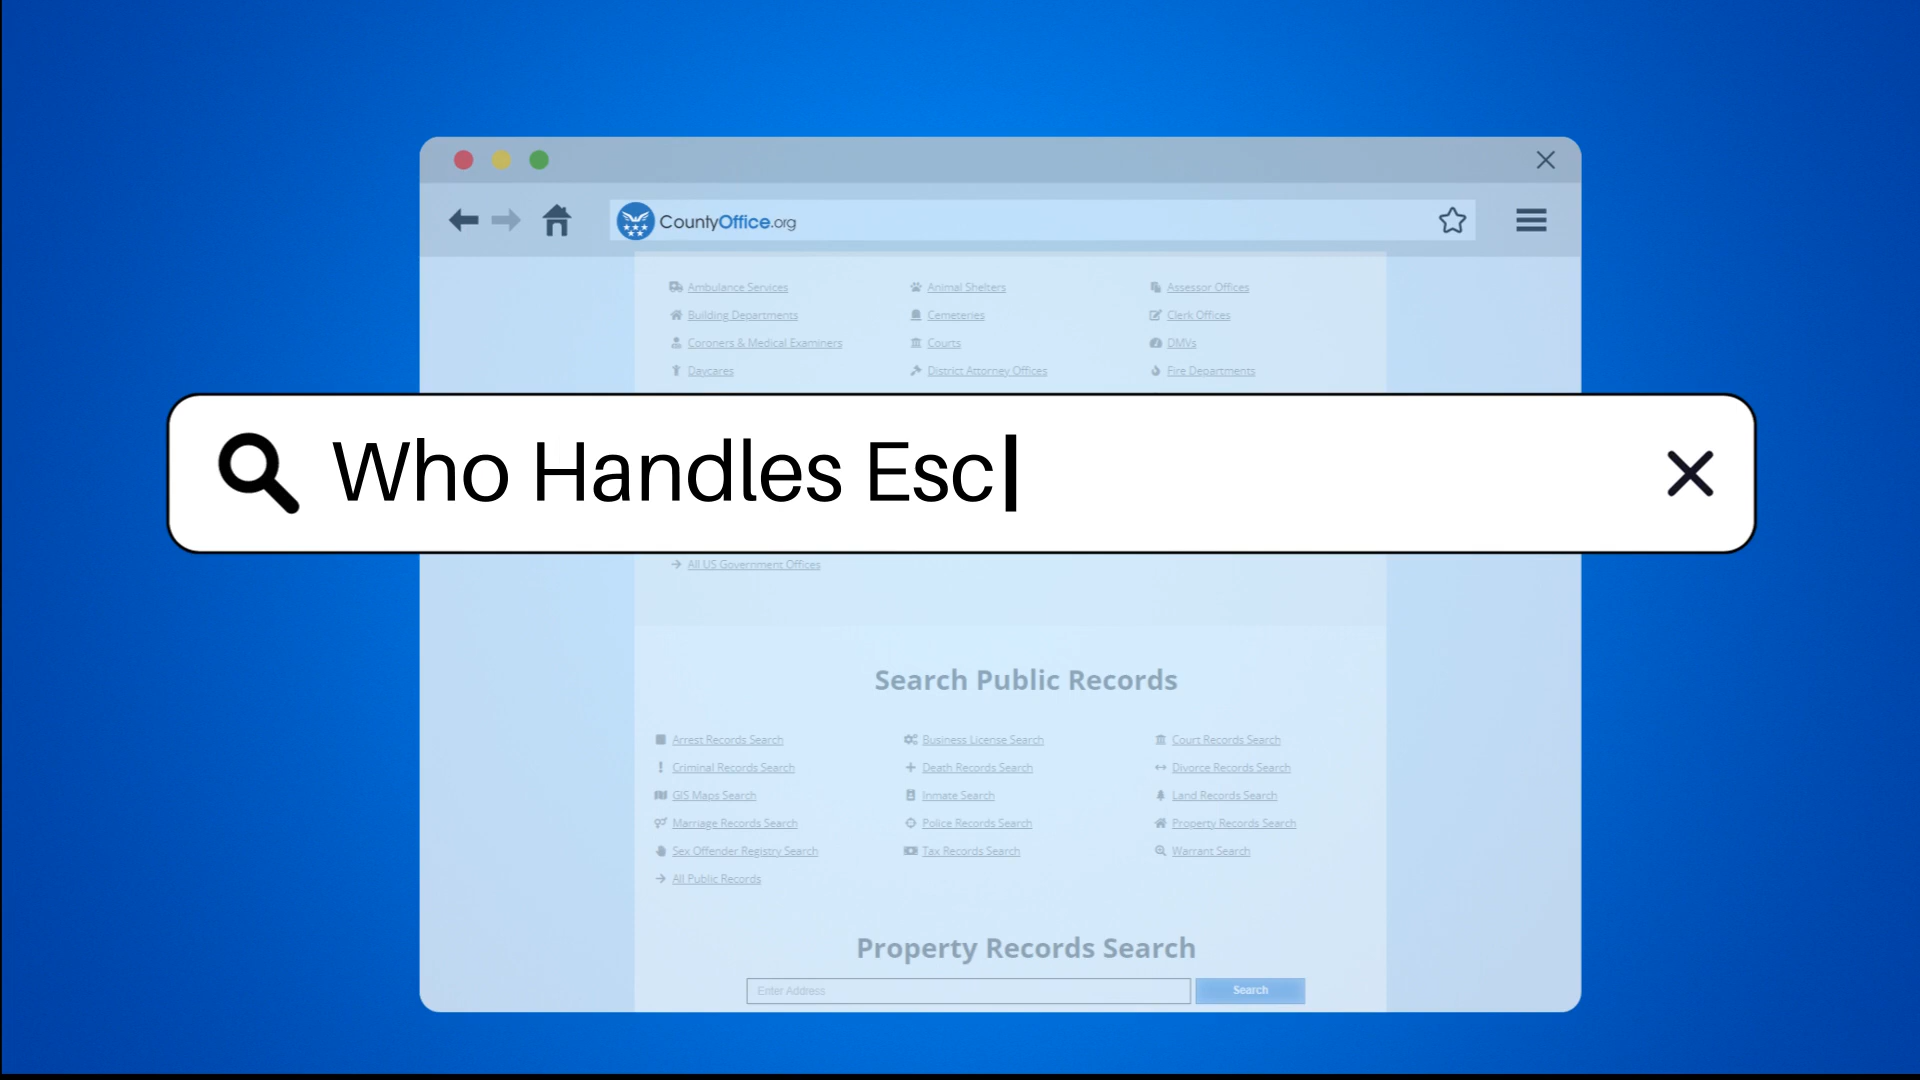 CountyOffice.org
Ambulance Services Animal Shelters Assessor Offices
Building Departments Cemeteries Clerk Offices
Coroners & Medical Examiners Courts DMVs
Daycares District Attorney Offices Fire Departments
Who Handles Esc
All US Government Offices
Search Public Records
Arrest Records Search Business License Search Court Records Search
Criminal Records Search Death Records Search Divorce Records Search
GIS Maps Search Inmate Search Land Records Search
Marriage Records Search Police Records Search Property Records Search
Sex Offender Registry Search Tax Records Search Warrant Search
All Public Records
Property Records Search
Enter Address Search